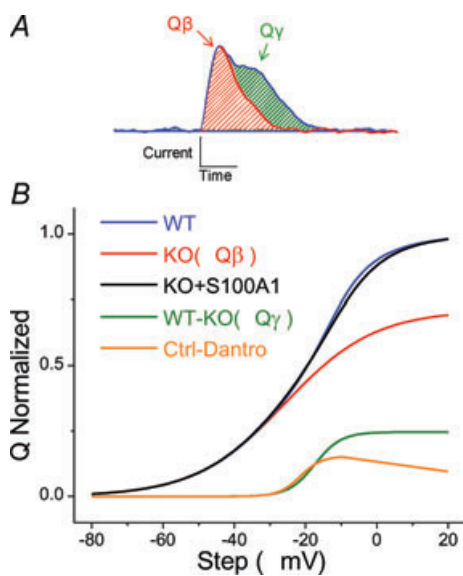 A
Qβ
Qγ
Current
Time
B
WT
KO( Qβ )
KO+S100A1
WT-KO( Qγ )
Ctrl-Dantro
Q Normalized
1.0
0.5
0.0
-80 -60 -40 -20 0 20
Step ( mV)